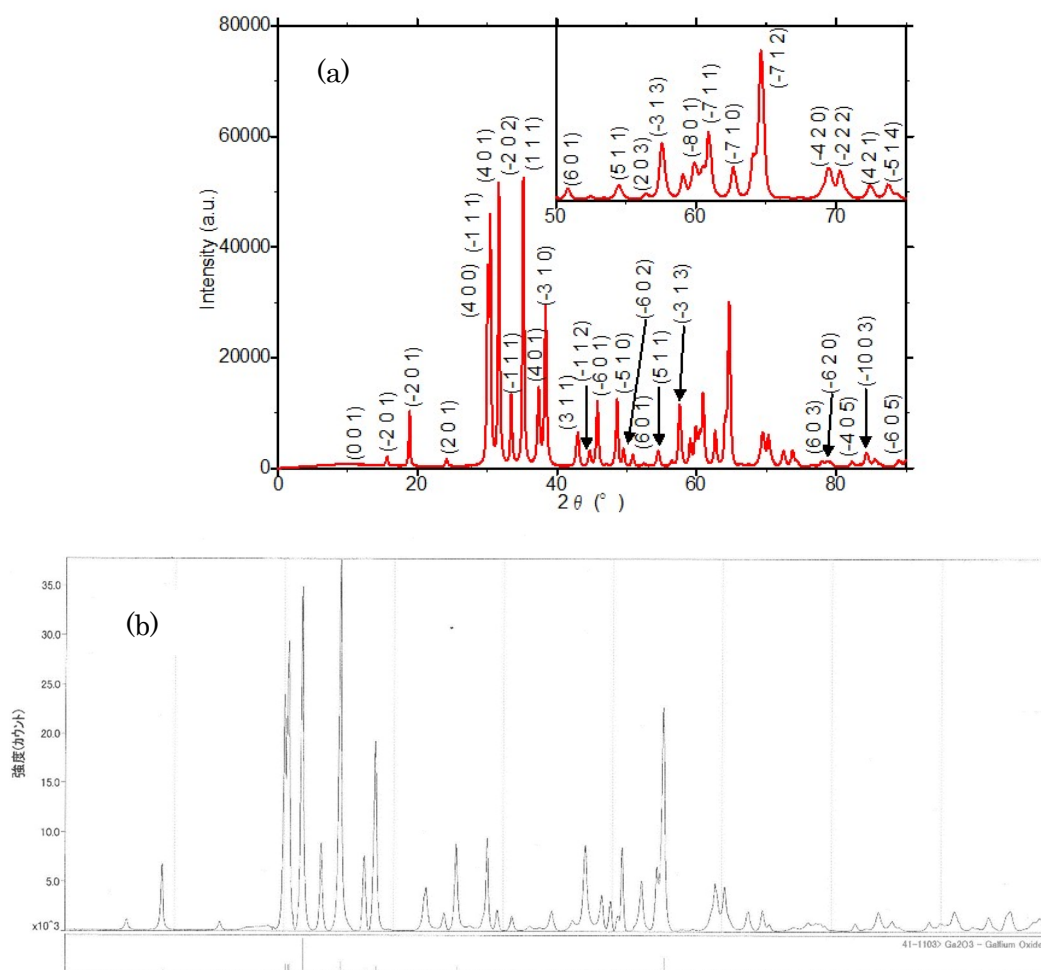 (a)
80000
60000
40000
20000
0
Intensity (a.u.)
(0 0 1)
(-2 0 1)
(-2 0 1)
(2 0 1)
(4 0 0)
(-1 1 1)
(4 0 1)
(-2 0 2)
(-1 1 1)
(1 1 1)
(4 0 1)
(-3 1 0)
(3 1 1)
(-1 1 2)
(-6 0 1)
(-5 1 0)
(-6 0 2)
(6 0 1)
(5 1 1)
(-3 1 3)
(6 0 3)
(-6 2 0)
(-4 0 5)
(-10 0 3)
(-6 0 5)
(6 0 1)
(5 1 1)
(2 0 3)
(-3 1 3)
(-8 0 1)
(-7 1 1)
(-7 1 0)
(-7 1 2)
(-4 2 0)
(-2 2 2)
(4 2 1)
(-5 1 4)
50 60 70
0 20 40 60 80
2 θ (°)
(b)
35.0
30.0
25.0
20.0
15.0
10.0
5.0
x10^3
強度(カウント)
41-1103> Ga2O3 - Gallium Oxide